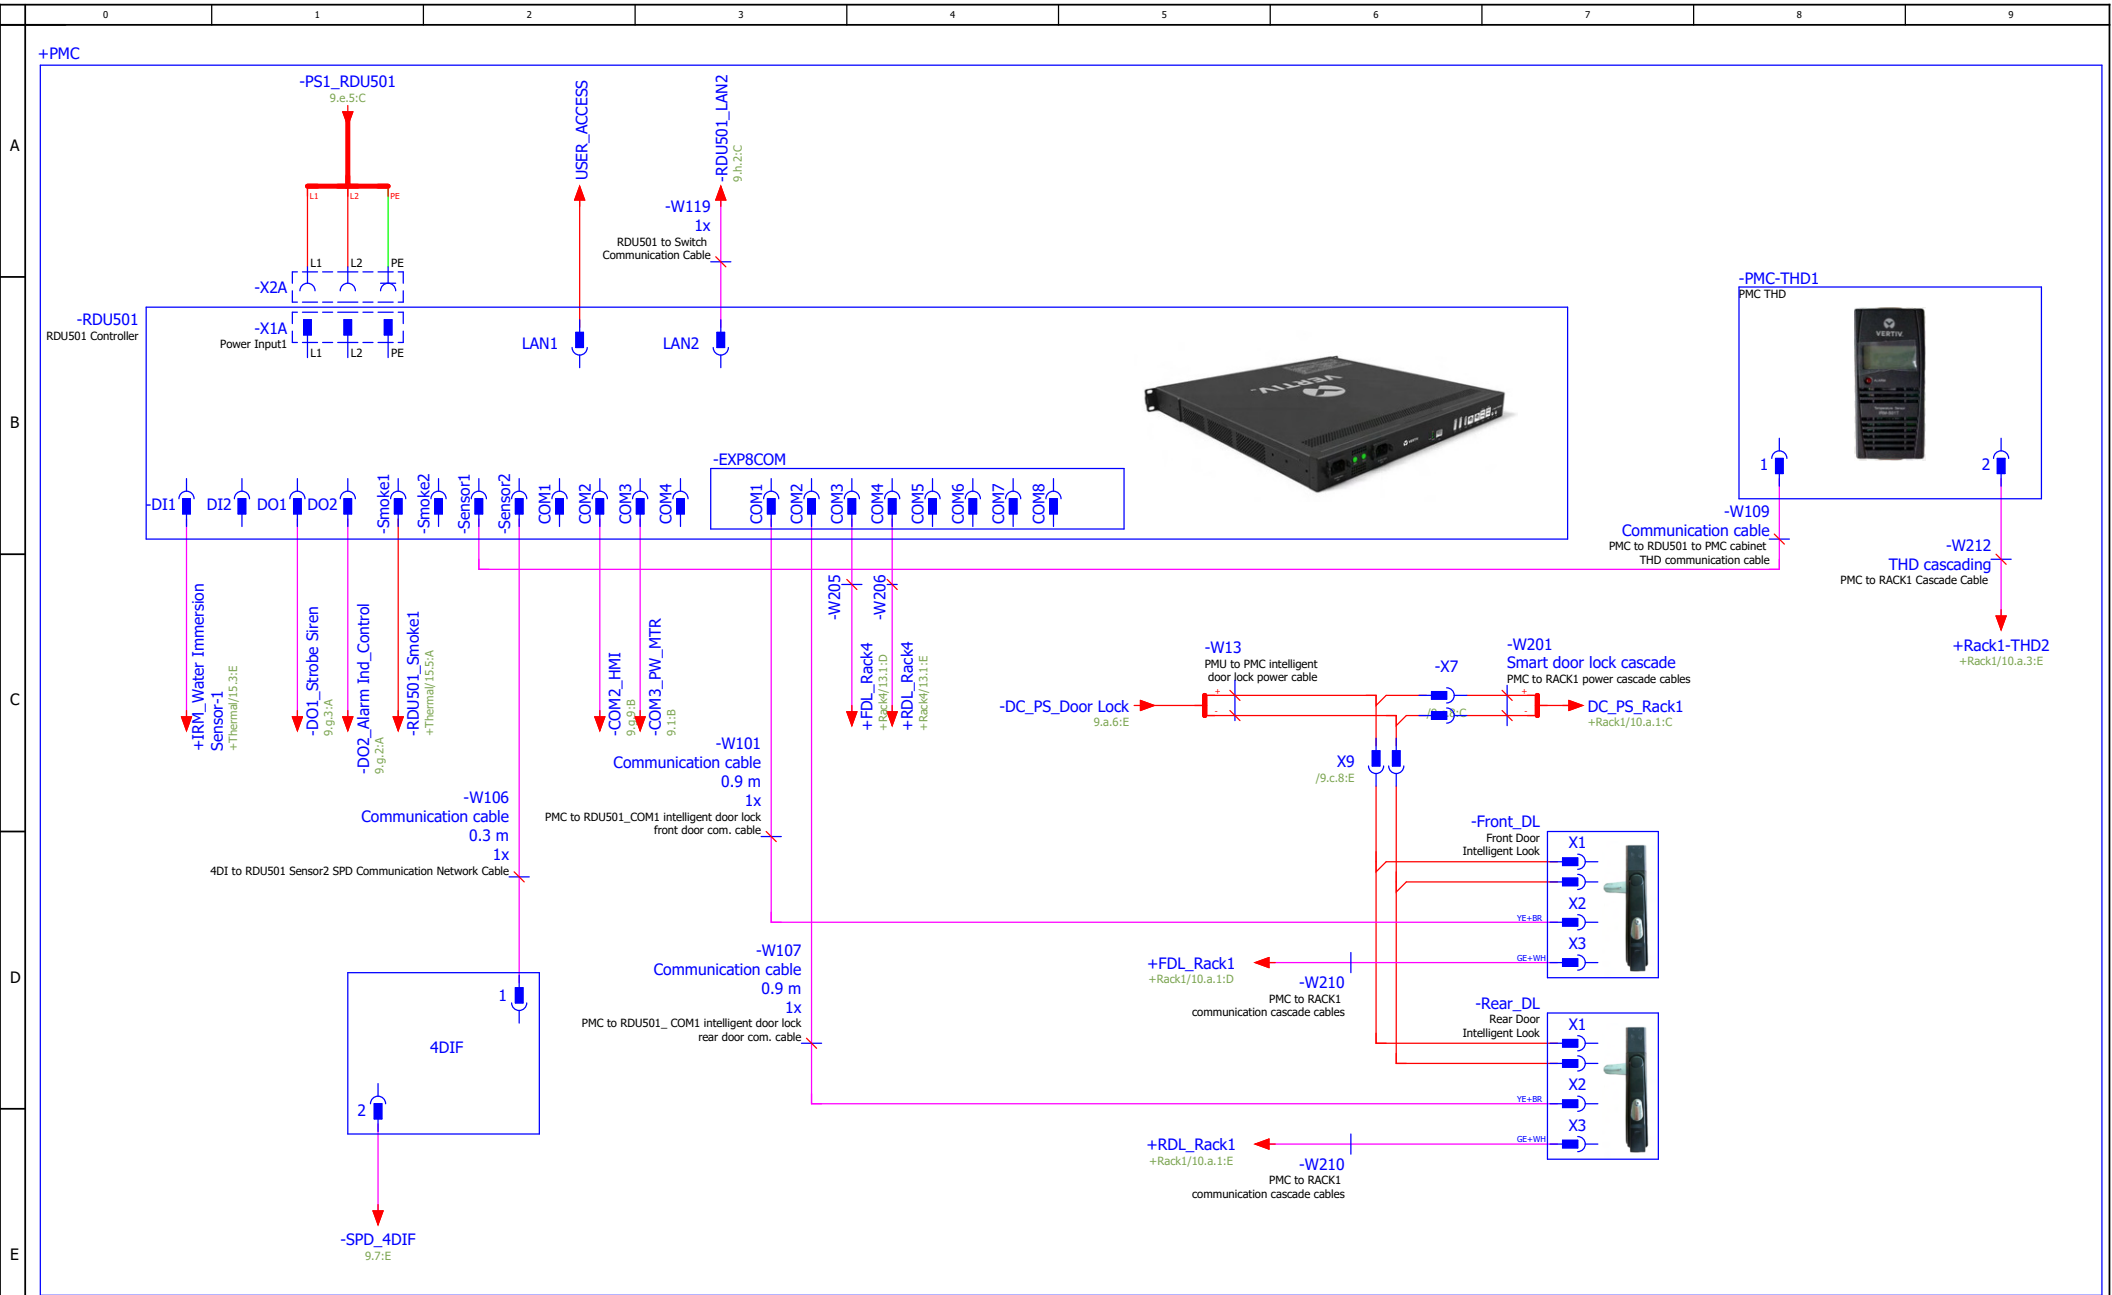 0 1 2 3 4 5 6 7 8 9
+PMC
-PS1_RDU501
9.e.5:C
USER_ACCESS
-RDU501_LAN2
9.h.2:C
A
L1 L2 PE
-W119
1x
RDU501 to Switch
Communication Cable
L1 L2 PE
-X2A
-RDU501
RDU501 Controller
-X1A
Power Input1
L1 L2 PE
LAN1
LAN2
VERTIV.
-PMC-THD1
PMC THD
VERTIV
1
2
B
-EXP8COM
-DI1
DI2
DO1
DO2
-Smoke1
-Smoke2
-Sensor1
-Sensor2
COM1
COM2
COM3
COM4
COM1
COM2
COM3
COM4
COM5
COM6
COM7
COM8
-W109
Communication cable
PMC to RDU501 to PMC cabinet
THD communication cable
-W212
THD cascading
PMC to RACK1 Cascade Cable
+Rack1-THD2
+Rack1/10.a.3:E
-W205
-W206
+IRM_Water Immersion
Sensor-1
+Thermal/15.3:E
-DO1_Strobe Siren
9.g.3:A
-DO2_Alarm Ind_Control
9.g.2:A
-RDU501_Smoke1
+Thermal/15.5:A
-COM2_HMI
9.g.9:B
-COM3_PW_MTR
9.1:B
+FDL_Rack4
+Rack4/13.1:D
+RDL_Rack4
+Rack4/13.1:E
C
-DC_PS_Door Lock
9.a.6:E
-W13
PMU to PMC intelligent
door lock power cable
+
-
-X7
-W201
Smart door lock cascade
PMC to RACK1 power cascade cables
+
-
DC_PS_Rack1
+Rack1/10.a.1:C
X9
/9.c.8:E
-W101
Communication cable
0.9 m
1x
PMC to RDU501_COM1 intelligent door lock
front door com. cable
-W106
Communication cable
0.3 m
1x
4DI to RDU501 Sensor2 SPD Communication Network Cable
-Front_DL
Front Door
Intelligent Look
X1
X2
YE+BR
X3
GE+WH
D
-W107
Communication cable
0.9 m
1x
PMC to RDU501_ COM1 intelligent door lock
rear door com. cable
+FDL_Rack1
+Rack1/10.a.1:D
-W210
PMC to RACK1
communication cascade cables
-Rear_DL
Rear Door
Intelligent Look
X1
X2
YE+BR
X3
GE+WH
1
4DIF
2
+RDL_Rack1
+Rack1/10.a.1:E
-W210
PMC to RACK1
communication cascade cables
-SPD_4DIF
9.7:E
E